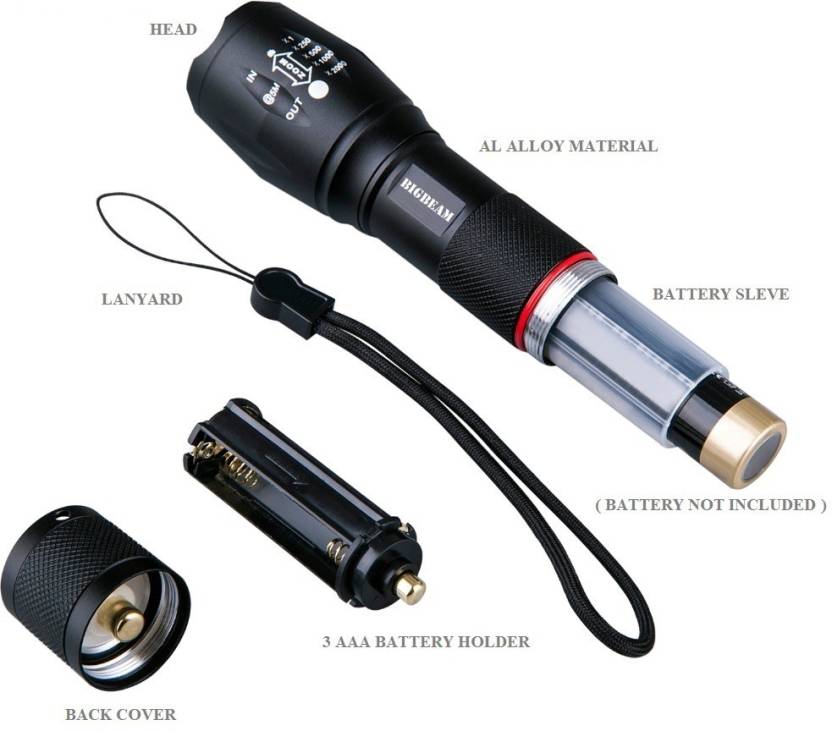 HEAD
X 1
X 250
X 500
X 1000
X 2000
ZOOM
IN
@5M
OUT
AL ALLOY MATERIAL
BIGBEAM
LANYARD
BATTERY SLEVE
( BATTERY NOT INCLUDED )
3 AAA BATTERY HOLDER
BACK COVER